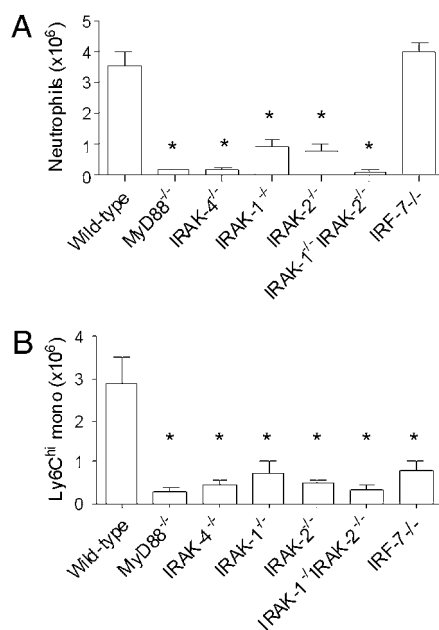 A
Neutrophils (x10⁶)
5
4
3
2
1
0
* * * * *
Wild-type
MyD88⁻/⁻
IRAK-4⁻/⁻
IRAK-1⁻/⁻
IRAK-2⁻/⁻
IRAK-1⁻/⁻IRAK-2⁻/⁻
IRF-7-/-
B
Ly6Cʰⁱ mono (x10⁶)
4
3
2
1
0
* * * * * *
Wild-type
MyD88⁻/⁻
IRAK-4⁻/⁻
IRAK-1⁻/⁻
IRAK-2⁻/⁻
IRAK-1⁻/⁻IRAK-2⁻/⁻
IRF-7-/-